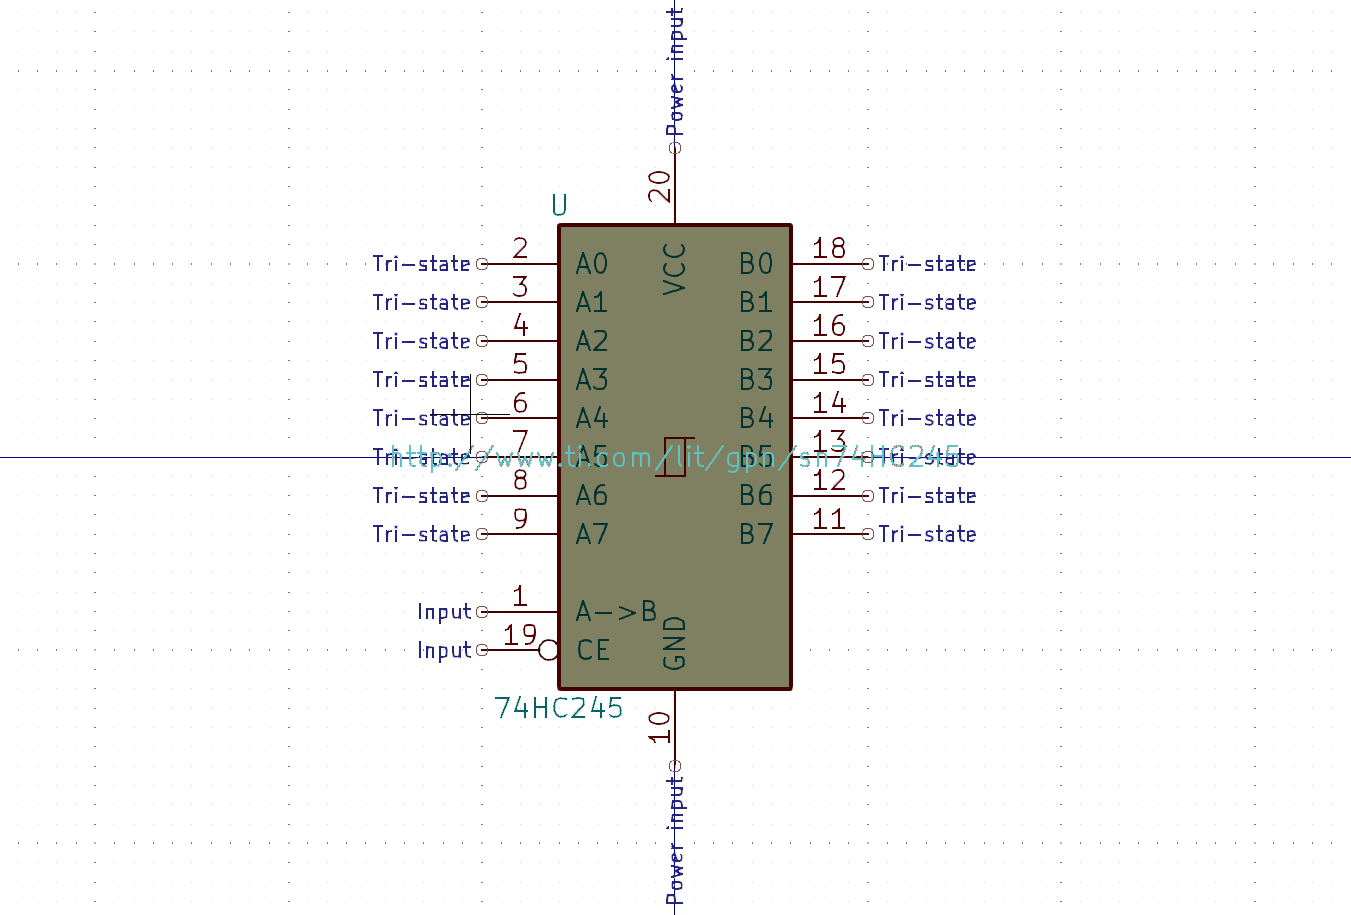 Power input
20
U
VCC
Tri-state 2 A0 B0 18 Tri-state
Tri-state 3 A1 B1 17 Tri-state
Tri-state 4 A2 B2 16 Tri-state
Tri-state 5 A3 B3 15 Tri-state
Tri-state 6 A4 B4 14 Tri-state
Tri-state 7 A5 B5 13 Tri-state
http://www.ti.com/lit/gpn/sn74HC245
Tri-state 8 A6 B6 12 Tri-state
Tri-state 9 A7 B7 11 Tri-state
Input 1 A->B
Input 19 CE
GND
74HC245
10
Power input